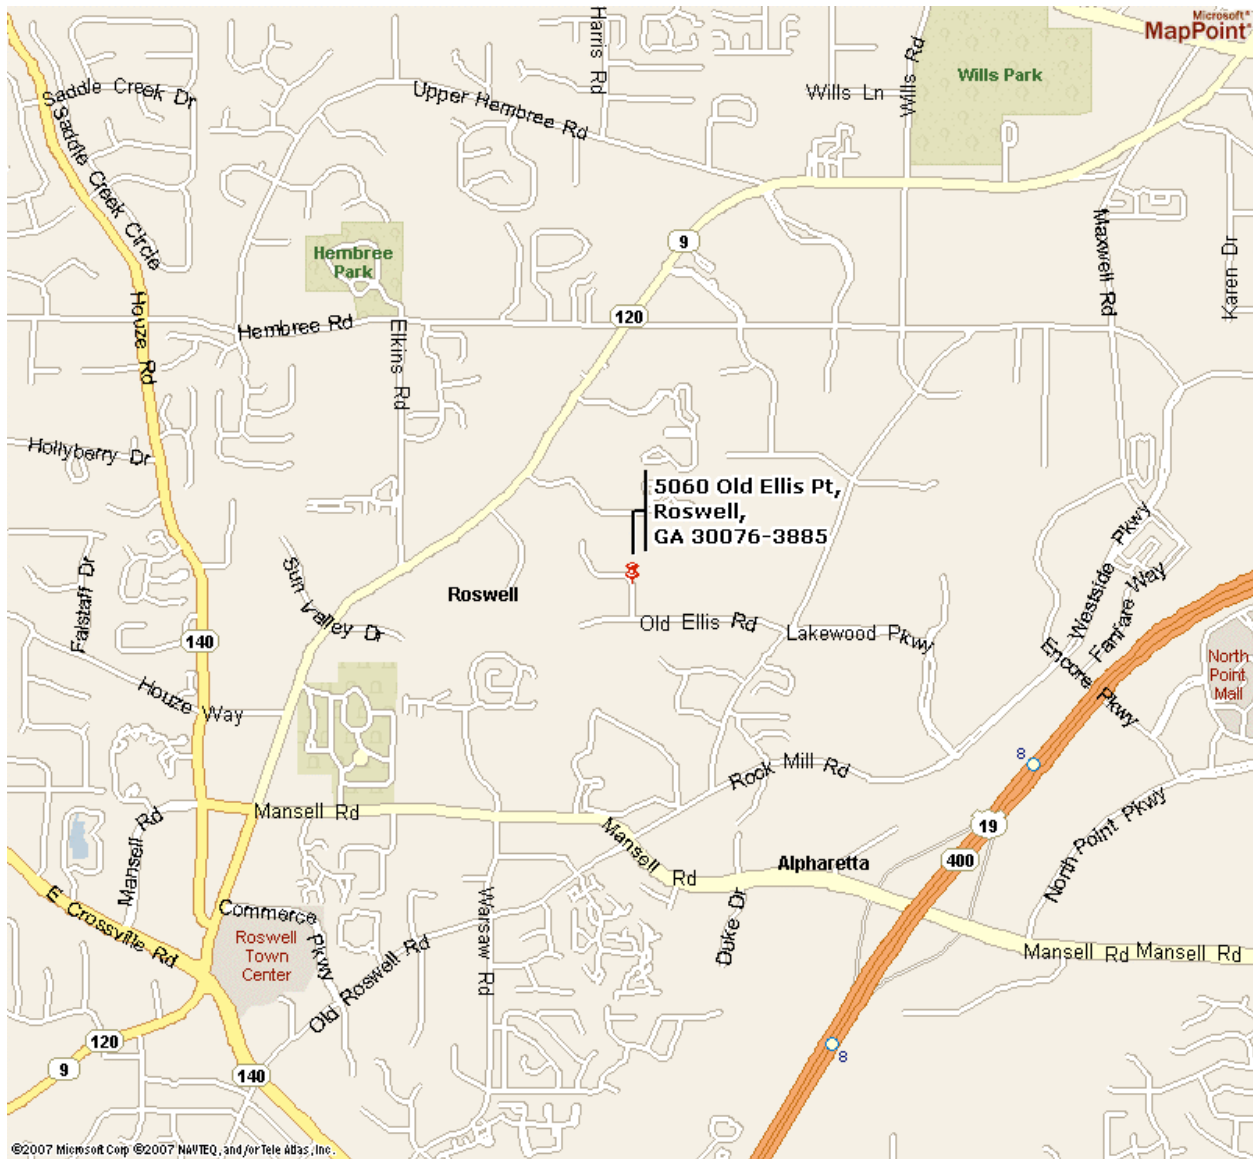 Microsoft®
MapPoint®
Harris Rd
Wills Rd
Wills Park
Wills Ln
Saddle Creek Dr
Upper Hembree Rd
Saddle Creek Circle
Maxwell Rd
Karen Dr
9
Hembree
Park
Houze Rd
120
Hembree Rd
Elkins Rd
Hollyberry Dr
5060 Old Ellis Pt,
Roswell,
GA 30076-3885
Westside Pkwy
Fanfare Way
Falstaff Dr
Sun Valley Dr
Roswell
140
Old Ellis Rd
Lakewood Pkwy
Encore Pkwy
North
Point
Mall
Houze Way
Rock Mill Rd
8
Mansell Rd
Mansell Rd
Mansell Rd
19
North Point Pkwy
400
Alpharetta
E Crossville Rd
Commerce Pkwy
Warsaw Rd
Duke Dr
Roswell
Town
Center
Old Roswell Rd
Mansell Rd
Mansell Rd
120
9
140
8
©2007 Microsoft Corp ©2007 NAVTEQ, and/or Tele Atlas, Inc.